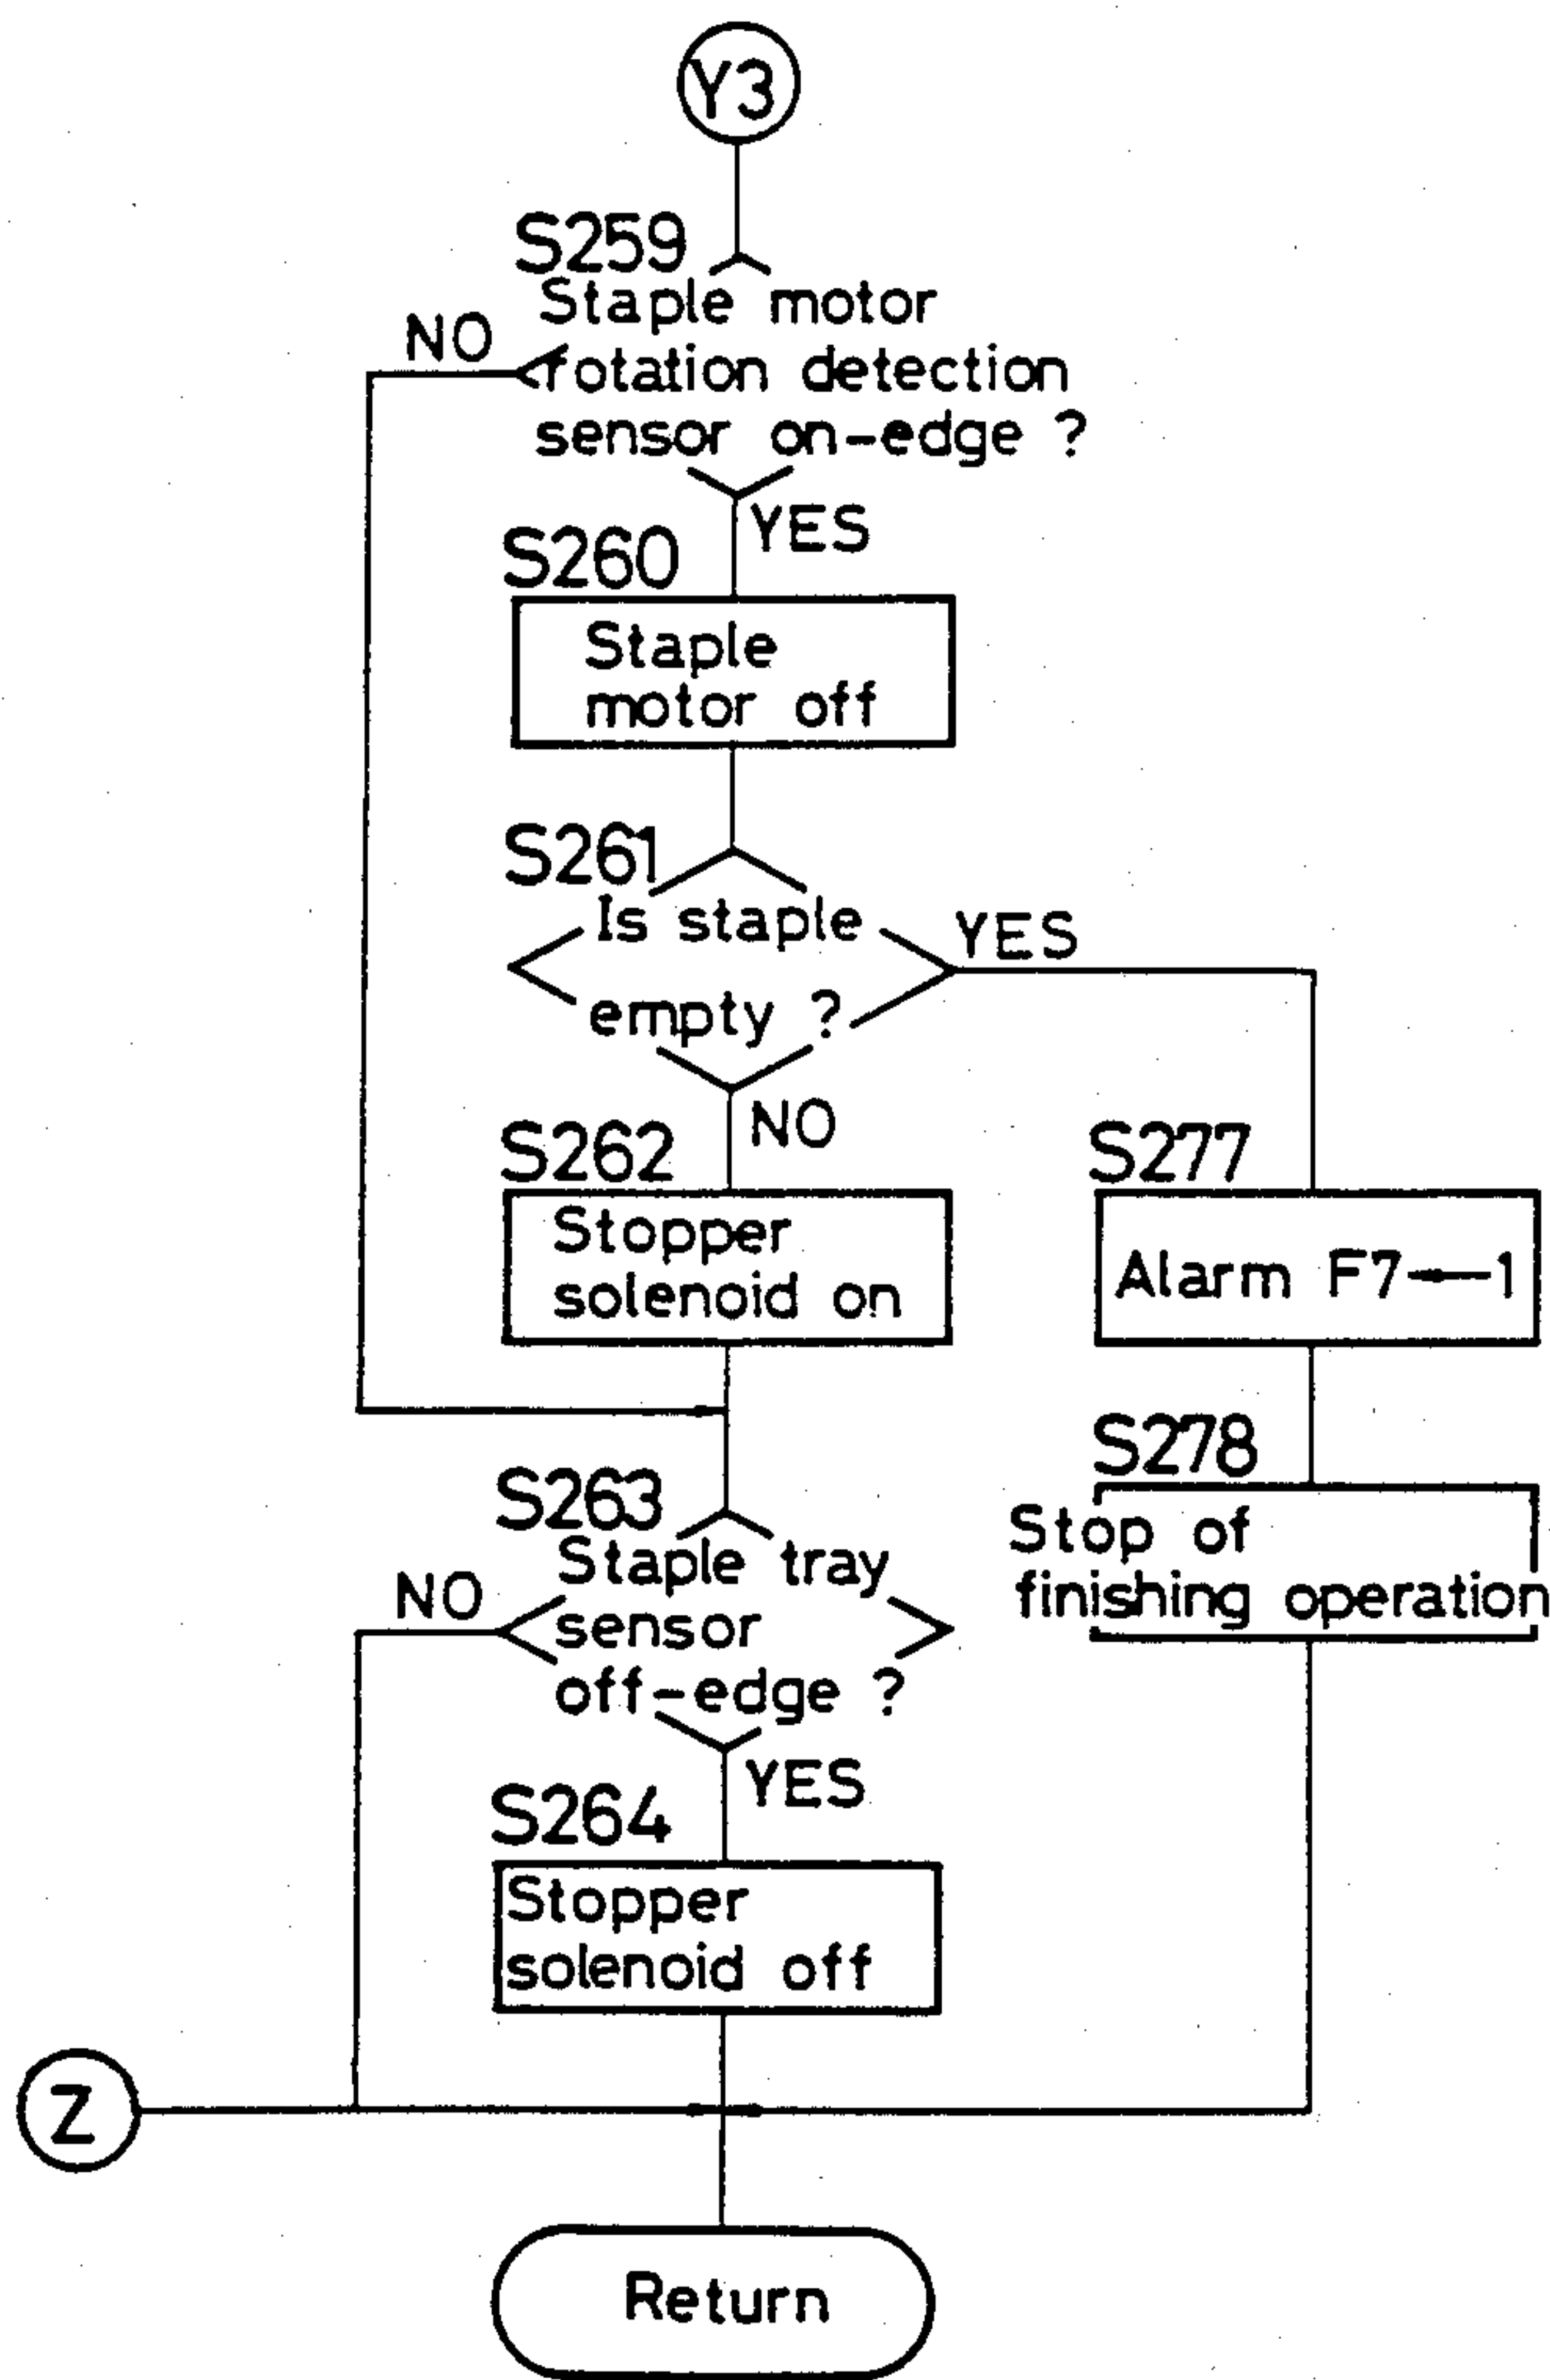 Y3
S259
Staple motor
NO
rotation detection
sensor on-edge ?
YES
S260
Staple
motor off
S261
Is staple
YES
empty ?
NO
S262
Stopper
solenoid on
S277
Alarm F7←1
S278
Stop of
finishing operation
S263
Staple tray
NO
sensor
off-edge ?
YES
S264
Stopper
solenoid off
Z
Return